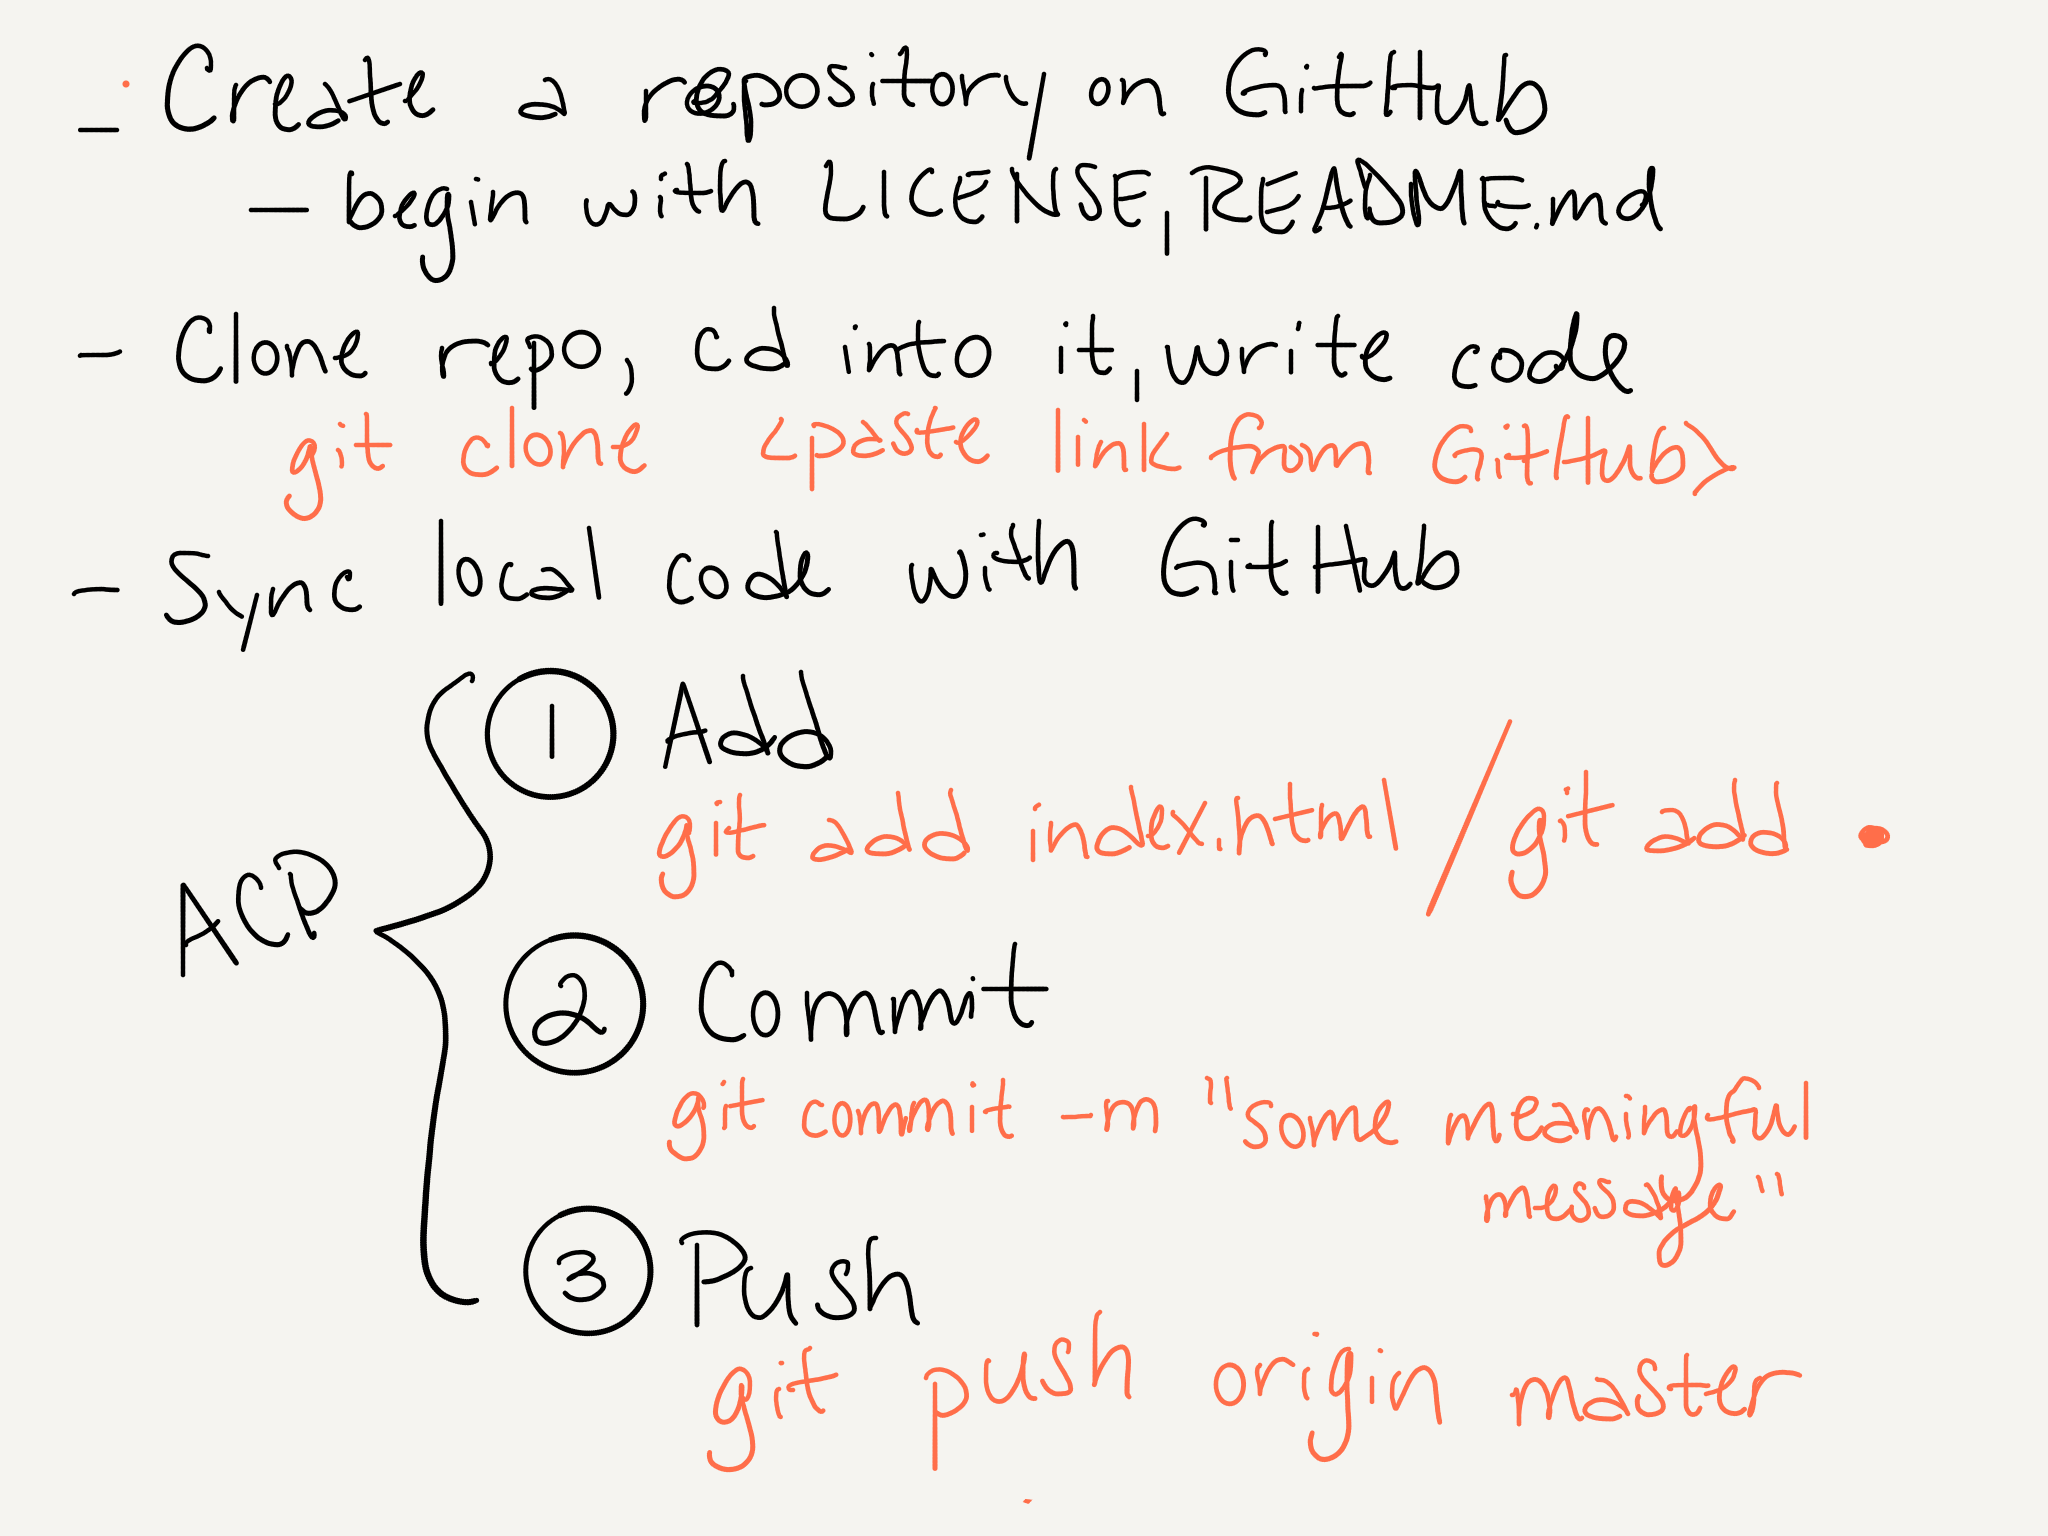 - Create a repository on GitHub
- begin with LICENSE, README.md
- Clone repo, cd into it, write code
git clone <paste link from GitHub>
- Sync local code with GitHub
ACP
1 Add
git add index.html / git add .
2 Commit
git commit -m "some meaningful
message"
3 Push
git push origin master